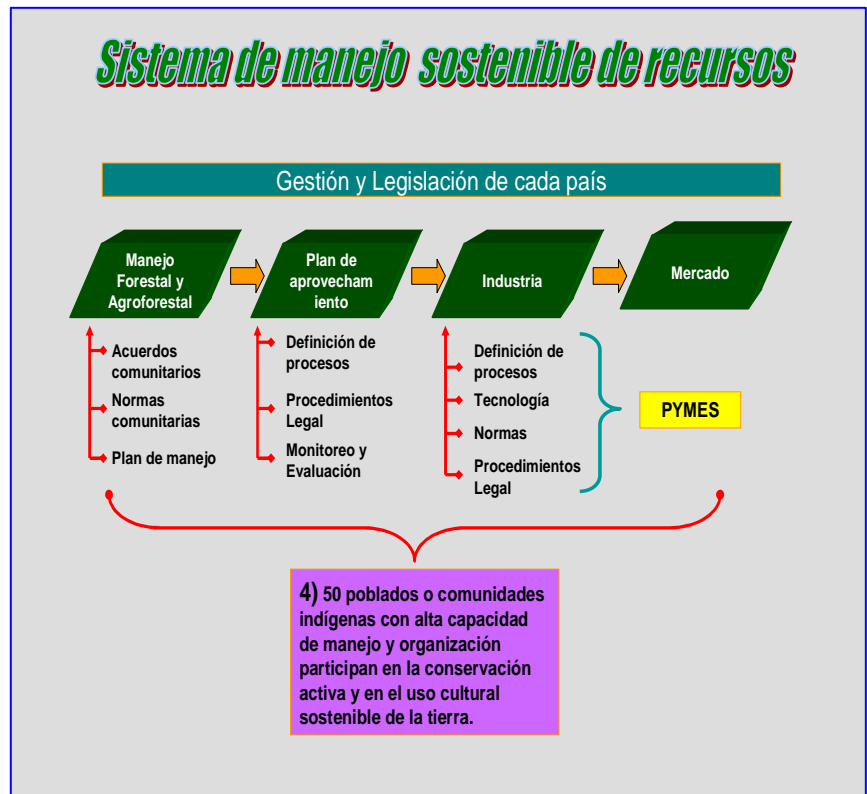 Sistema de manejo sostenible de recursos
Gestión y Legislación de cada país
Manejo
Forestal y
Agroforestal
Plan de
aprovecham
iento
Industria
Mercado
Acuerdos
comunitarios
Normas
comunitarias
Plan de manejo
Definición de
procesos
Procedimientos
Legal
Monitoreo y
Evaluación
Definición de
procesos
Tecnología
Normas
Procedimientos
Legal
PYMES
4) 50 poblados o comunidades
indígenas con alta capacidad
de manejo y organización
participan en la conservación
activa y en el uso cultural
sostenible de la tierra.